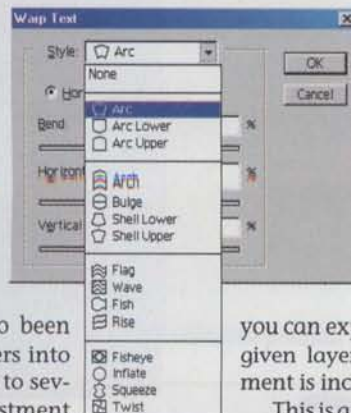 Warp Text
Style: Arc
OK
None
Hor
Cancel
Arc
Bend
Arc Lower
%
Arc Upper
Horizont
Arch
%
Bulge
Shell Lower
Vertical
%
Shell Upper
Flag
Wave
Fish
Rise
Fisheye
Inflate
Squeeze
Twist
o been
ers into
to sev-
stment
you can exp
given layer
ment is inc
This is a